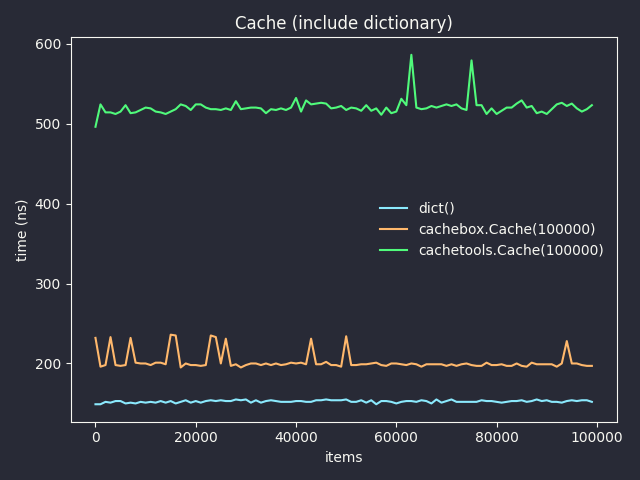 Cache (include dictionary)
600
500
400
300
200
time (ns)
dict()
cachebox.Cache(100000)
cachetools.Cache(100000)
0
20000
40000
60000
80000
100000
items